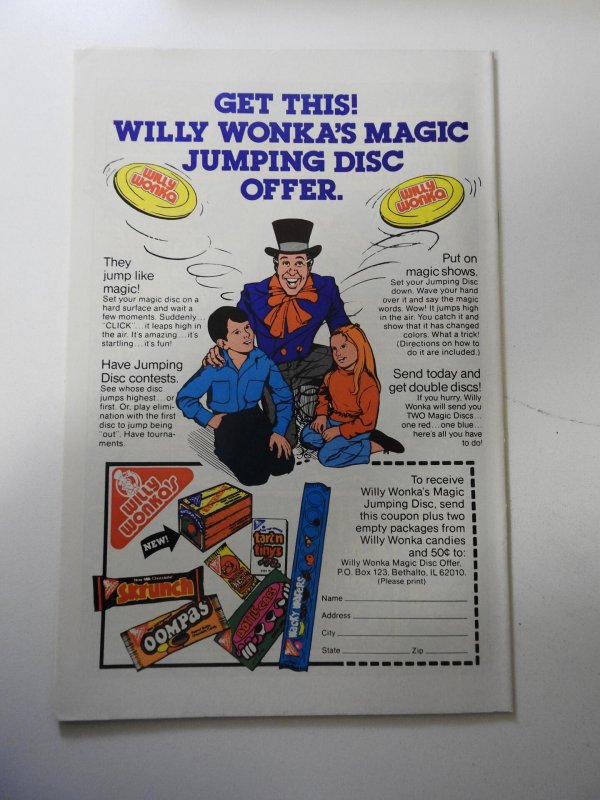 GET THIS!
WILLY WONKA'S MAGIC
JUMPING DISC
OFFER.
WILLY
WONKA
WILLY
WONKA
They
jump like
magic!
Set your magic disc on a
hard surface and wait a
few moments. Suddenly...
"CLICK"...it leaps high in
the air. It's amazing...it's
startling...it's fun!
Have Jumping
Disc contests.
See whose disc
jumps highest...or
first. Or, play elimi-
nation with the first
disc to jump being
"out". Have tourna-
ments.
Put on
magic shows.
Set your Jumping Disc
down. Wave your hand
over it and say the magic
words. Wow! It jumps high
in the air. You catch it and
show that it has changed
colors. What a trick!
(Directions on how to
do it are included.)
Send today and
get double discs!
If you hurry, Willy
Wonka will send you
TWO Magic Discs...
one red...one blue...
here's all you have
to do!
WILLY
WONKA'S
NEW!
tart n
tinys
SKRUNCH
OOMPAS
BOTTLE CAPS
WACKY WAFERS
To receive
Willy Wonka's Magic
Jumping Disc, send
this coupon plus two
empty packages from
Willy Wonka candies
and 50¢ to:
Willy Wonka Magic Disc Offer,
P.O. Box 123, Bethalto, IL 62010.
(Please print)
Name
Address
City
State Zip